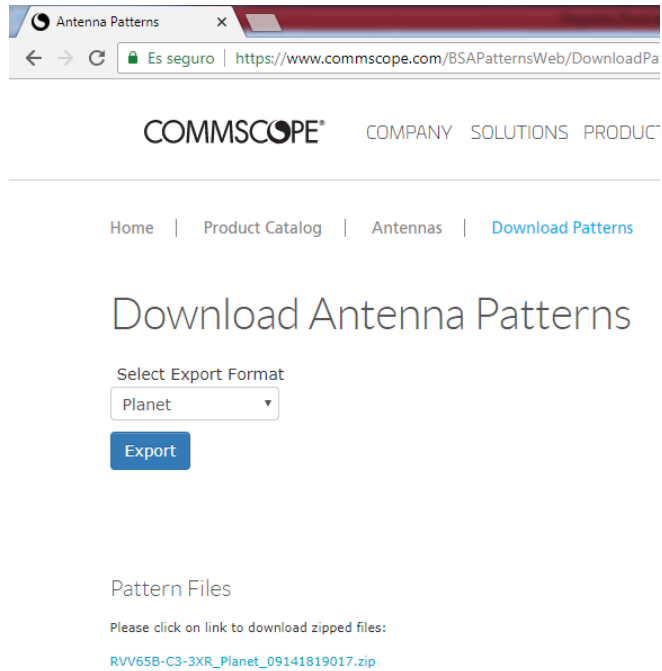 Antenna Patterns
Es seguro | https://www.commscope.com/BSAPatternsWeb/DownloadPa
COMMSCOPE® COMPANY SOLUTIONS PRODUCT
Home | Product Catalog | Antennas | Download Patterns
Download Antenna Patterns
Select Export Format
Planet
Export
Pattern Files
Please click on link to download zipped files:
RVV65B-C3-3XR_Planet_09141819017.zip